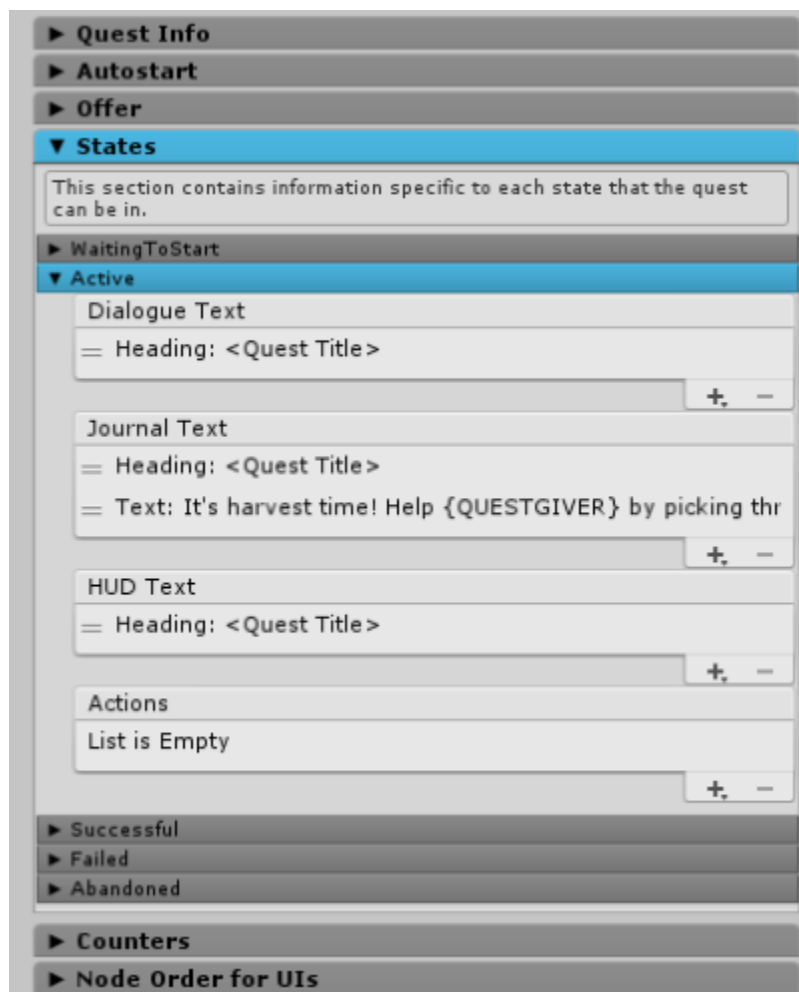 Quest Info
Autostart
Offer
States
This section contains information specific to each state that the quest
can be in.
WaitingToStart
Active
Dialogue Text
Heading: <Quest Title>
Journal Text
Heading: <Quest Title>
Text: It's harvest time! Help {QUESTGIVER} by picking thr
HUD Text
Heading: <Quest Title>
Actions
List is Empty
Successful
Failed
Abandoned
Counters
Node Order for UIs